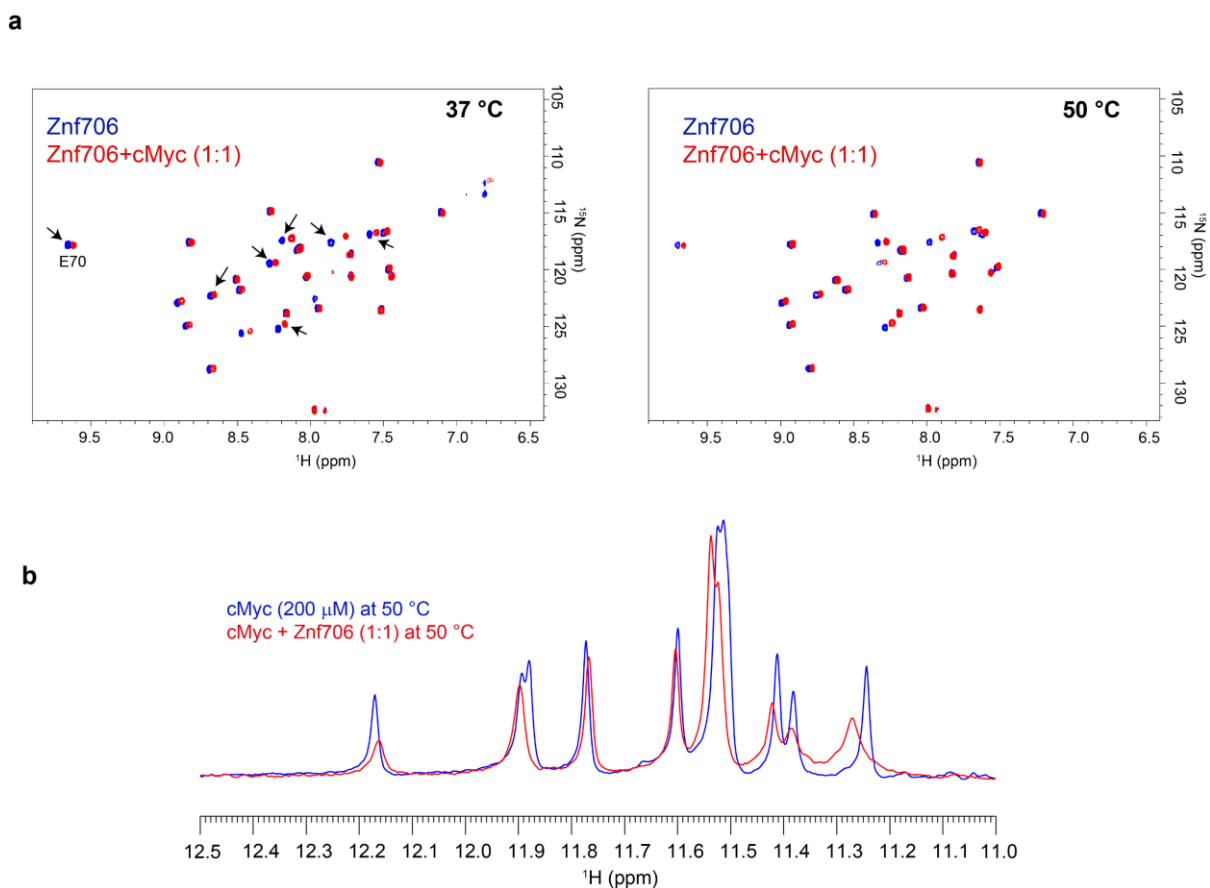 a
Znf706
Znf706+cMyc (1:1)
37 °C
E70
105
110
115
120
125
130
¹⁵N (ppm)
9.5 9.0 8.5 8.0 7.5 7.0 6.5
¹H (ppm)
Znf706
Znf706+cMyc (1:1)
50 °C
105
110
115
120
125
130
¹⁵N (ppm)
9.5 9.0 8.5 8.0 7.5 7.0 6.5
¹H (ppm)
b
cMyc (200 μM) at 50 °C
cMyc + Znf706 (1:1) at 50 °C
12.5 12.4 12.3 12.2 12.1 12.0 11.9 11.8 11.7 11.6 11.5 11.4 11.3 11.2 11.1 11.0
¹H (ppm)